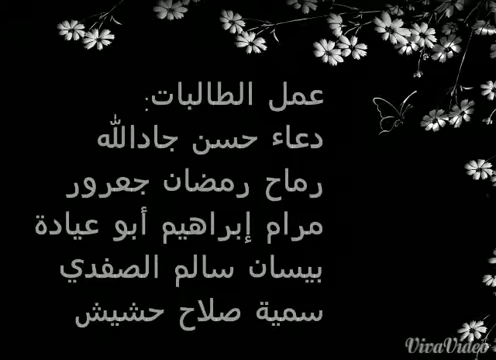 عمل الطالبات:
دعاء حسن جادالله
رماح رمضان جعرور
مرام إبراهيم أبو عيادة
بيسان سالم الصفدي
سمية صلاح حشيش
VivaVideo